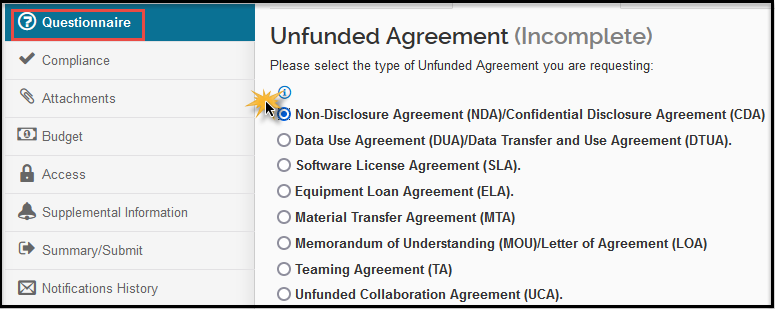 Questionnaire
Compliance
Attachments
Budget
Access
Supplemental Information
Summary/Submit
Notifications History
Unfunded Agreement (Incomplete)
Please select the type of Unfunded Agreement you are requesting:
Non-Disclosure Agreement (NDA)/Confidential Disclosure Agreement (CDA)
Data Use Agreement (DUA)/Data Transfer and Use Agreement (DTUA).
Software License Agreement (SLA).
Equipment Loan Agreement (ELA).
Material Transfer Agreement (MTA)
Memorandum of Understanding (MOU)/Letter of Agreement (LOA)
Teaming Agreement (TA)
Unfunded Collaboration Agreement (UCA).